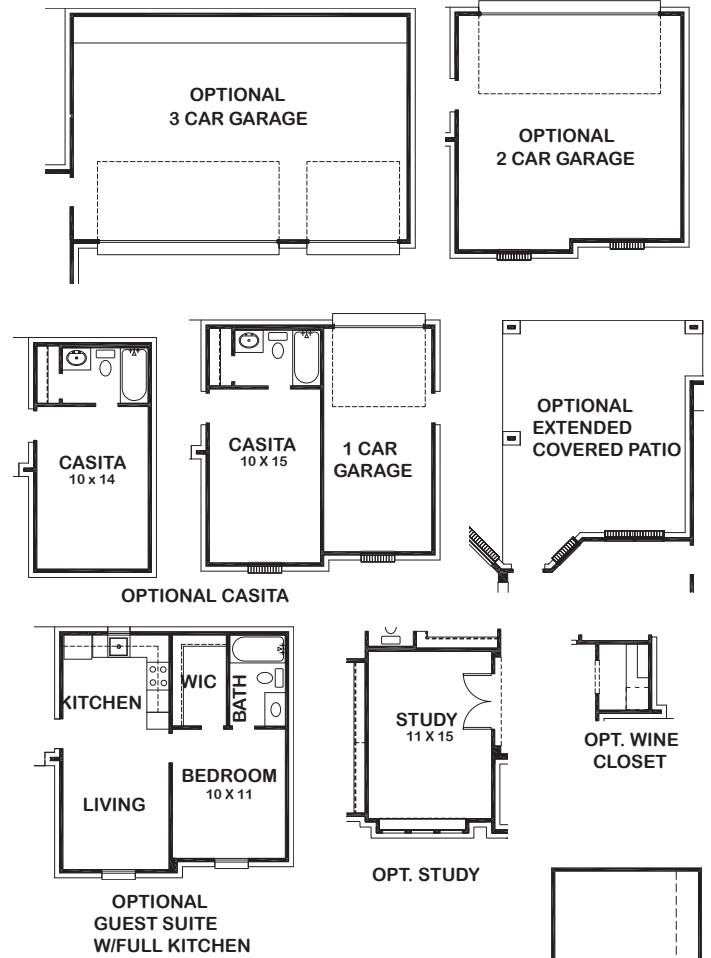 OPTIONAL
3 CAR GARAGE
OPTIONAL
2 CAR GARAGE
CASITA
10 x 14
CASITA
10 X 15
1 CAR
GARAGE
OPTIONAL
EXTENDED
COVERED PATIO
OPTIONAL CASITA
KITCHEN
WIC
BATH
LIVING
BEDROOM
10 X 11
OPTIONAL
GUEST SUITE
W/FULL KITCHEN
STUDY
11 X 15
OPT. STUDY
OPT. WINE
CLOSET